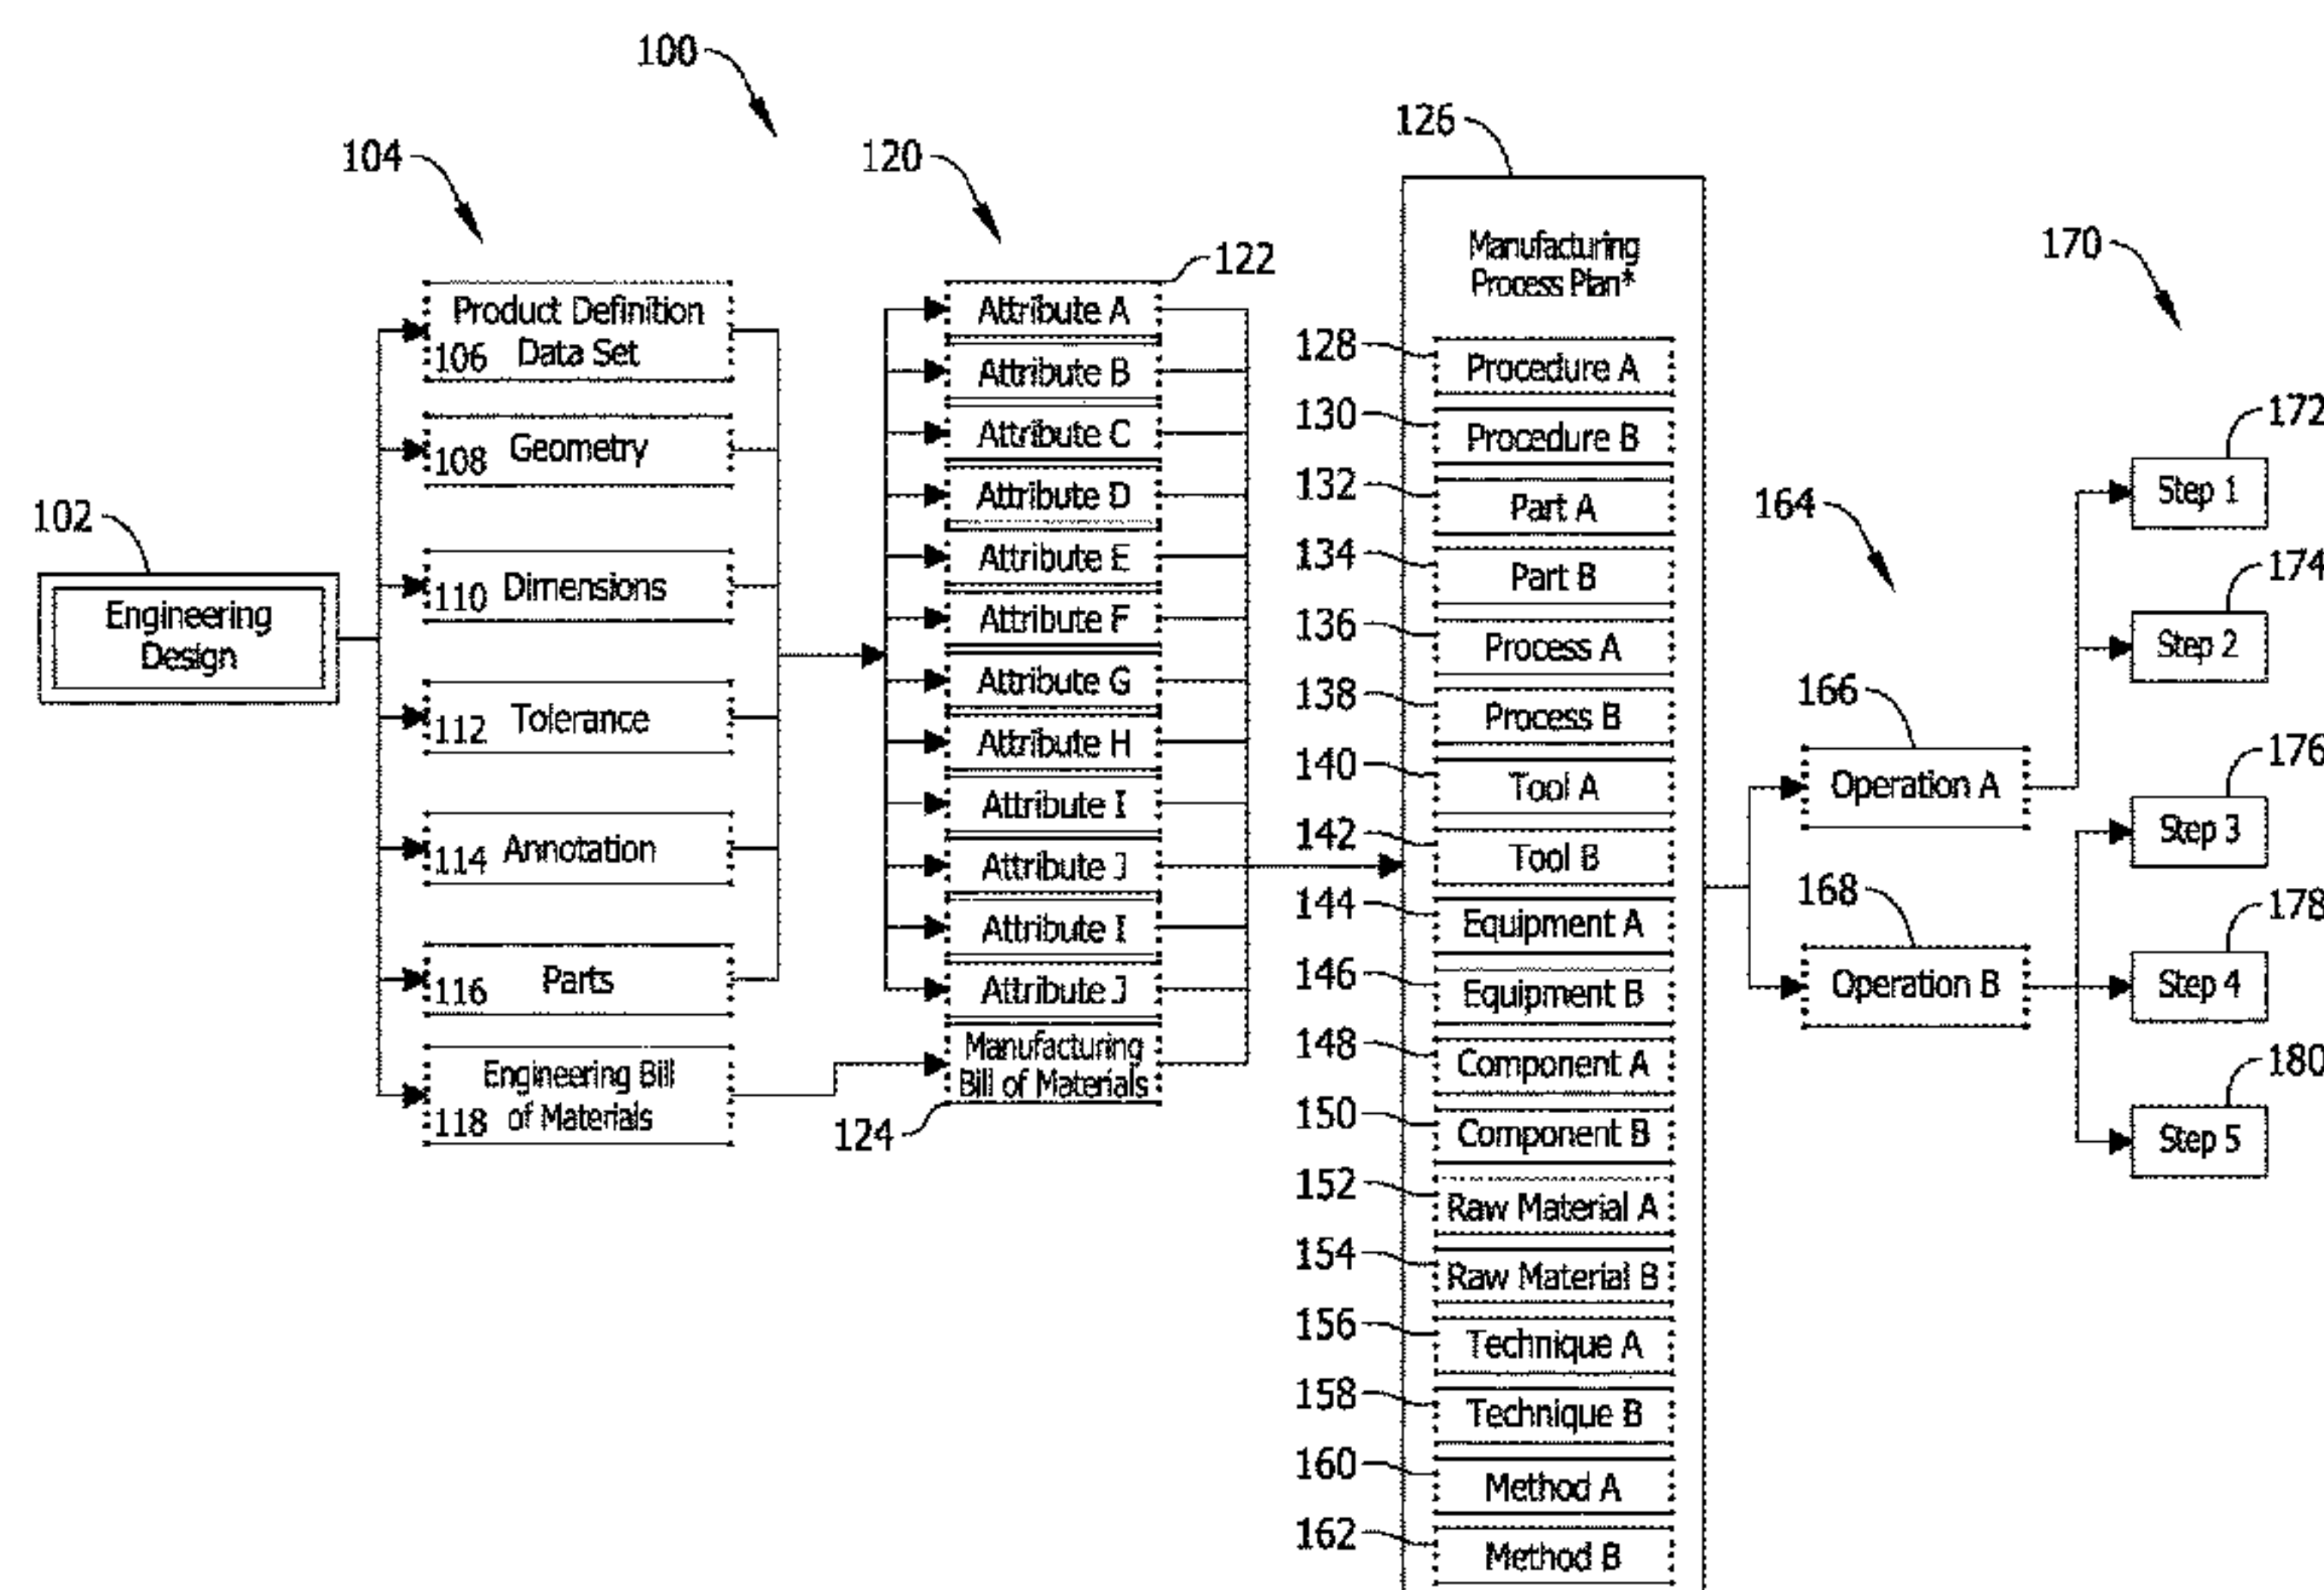 100
104
120
126
122
170
102
Engineering
Design
Product Definition
106 Data Set
108 Geometry
110 Dimensions
112 Tolerance
114 Annotation
116 Parts
Engineering Bill
118 of Materials
Attribute A
Attribute B
Attribute C
Attribute D
Attribute E
Attribute F
Attribute G
Attribute H
Attribute I
Attribute J
Attribute I
Attribute J
Manufacturing
Bill of Materials
124
Manufacturing
Process Plan*
128 Procedure A
130 Procedure B
132 Part A
134 Part B
136 Process A
138 Process B
140 Tool A
142 Tool B
144 Equipment A
146 Equipment B
148 Component A
150 Component B
152 Raw Material A
154 Raw Material B
156 Technique A
158 Technique B
160 Method A
162 Method B
164
166
Operation A
168
Operation B
172
Step 1
174
Step 2
176
Step 3
178
Step 4
180
Step 5